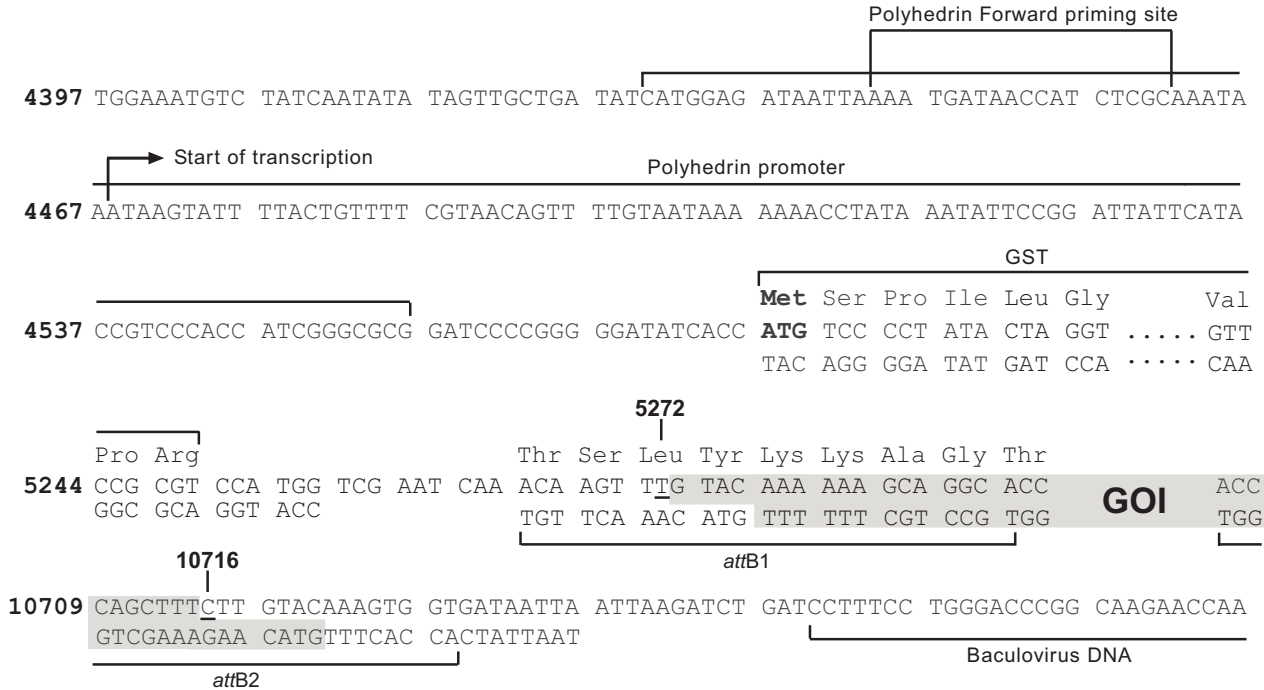 Polyhedrin Forward priming site
4397 TGGAAATGTC TATCAATATA TAGTTGCTGA TATCATGGAG ATAATTAAAA TGATAACCAT CTCGCAAATA
Start of transcription
Polyhedrin promoter
4467 AATAAGTATT TTACTGTTTT CGTAACAGTT TTGTAATAAA AAAACCTATA AATATTCCGG ATTATTCATA
GST
Met Ser Pro Ile Leu Gly Val
4537 CCGTCCCACC ATCGGGCGCG GATCCCCGGG GGATATCACC ATG TCC CCT ATA CTA GGT ..... GTT
TAC AGG GGA TAT GAT CCA ..... CAA
5272
Pro Arg Thr Ser Leu Tyr Lys Lys Ala Gly Thr
5244 CCG CGT CCA TGG TCG AAT CAA ACA AGT TTG TAC AAA AAA GCA GGC ACC GOI ACC
GGC GCA GGT ACC TGT TCA AAC ATG TTT TTT CGT CCG TGG TGG
attB1
10716
10709 CAGCTTTCTT GTACAAAGTG GTGATAATTA ATTAAGATCT GATCCTTTCC TGGGACCCGG CAAGAACCAA
GTCGAAAGAA CATGTTTCAC CACTATTAAT
Baculovirus DNA
attB2